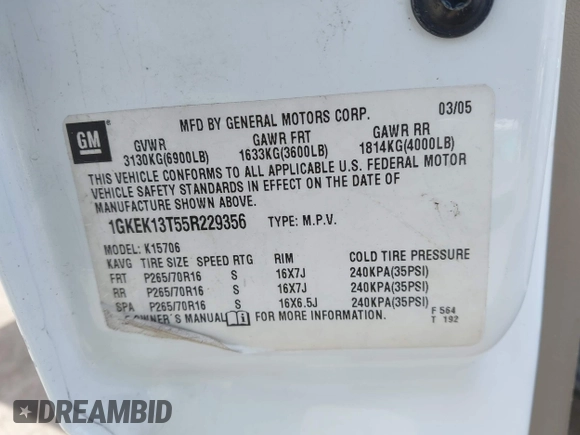 MFD BY GENERAL MOTORS CORP. 03/05
GM
GVWR GAWR FRT GAWR RR
3130KG(6900LB) 1633KG(3600LB) 1814KG(4000LB)
THIS VEHICLE CONFORMS TO ALL APPLICABLE U.S. FEDERAL MOTOR
VEHICLE SAFETY STANDARDS IN EFFECT ON THE DATE OF
MANUFACTURE SHOWN ABOVE.
1GKEK13T55R229356 TYPE: M.P.V.
MODEL: K15706
KAVG TIRE SIZE SPEED RTG RIM COLD TIRE PRESSURE
FRT P265/70R16 S 16X7J 240KPA(35PSI)
RR P265/70R16 S 16X7J 240KPA(35PSI)
SPA P265/70R16 S 16X6.5J 240KPA(35PSI)
OWNER'S MANUAL FOR MORE INFORMATION.
F 564
T 192
DREAMBID